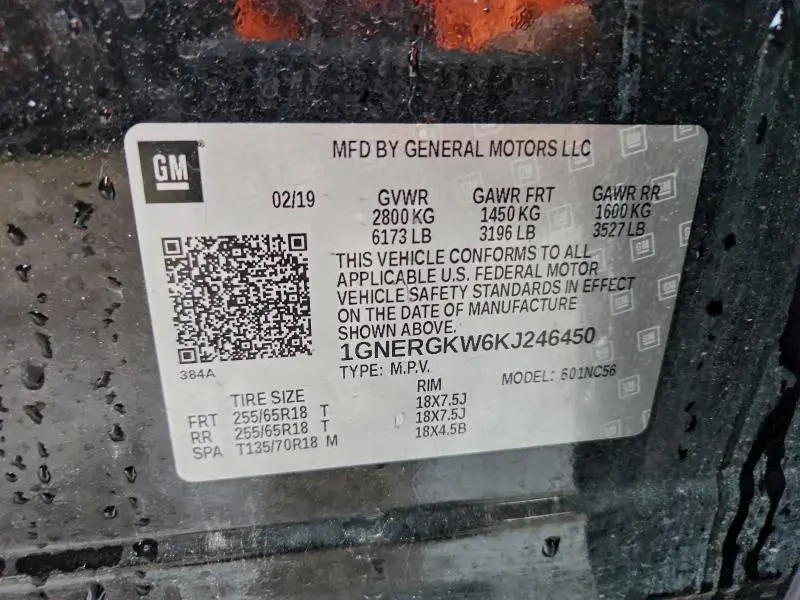 GM
MFD BY GENERAL MOTORS LLC
02/19 GVWR GAWR FRT GAWR RR
2800 KG 1450 KG 1600 KG
6173 LB 3196 LB 3527 LB
THIS VEHICLE CONFORMS TO ALL
APPLICABLE U.S. FEDERAL MOTOR
VEHICLE SAFETY STANDARDS IN EFFECT
ON THE DATE OF MANUFACTURE
SHOWN ABOVE.
1GNERGKW6KJ246450
384A
TYPE: M.P.V. MODEL: 601NC56
TIRE SIZE RIM
FRT 255/65R18 T 18X7.5J
RR 255/65R18 T 18X7.5J
SPA T135/70R18 M 18X4.5B